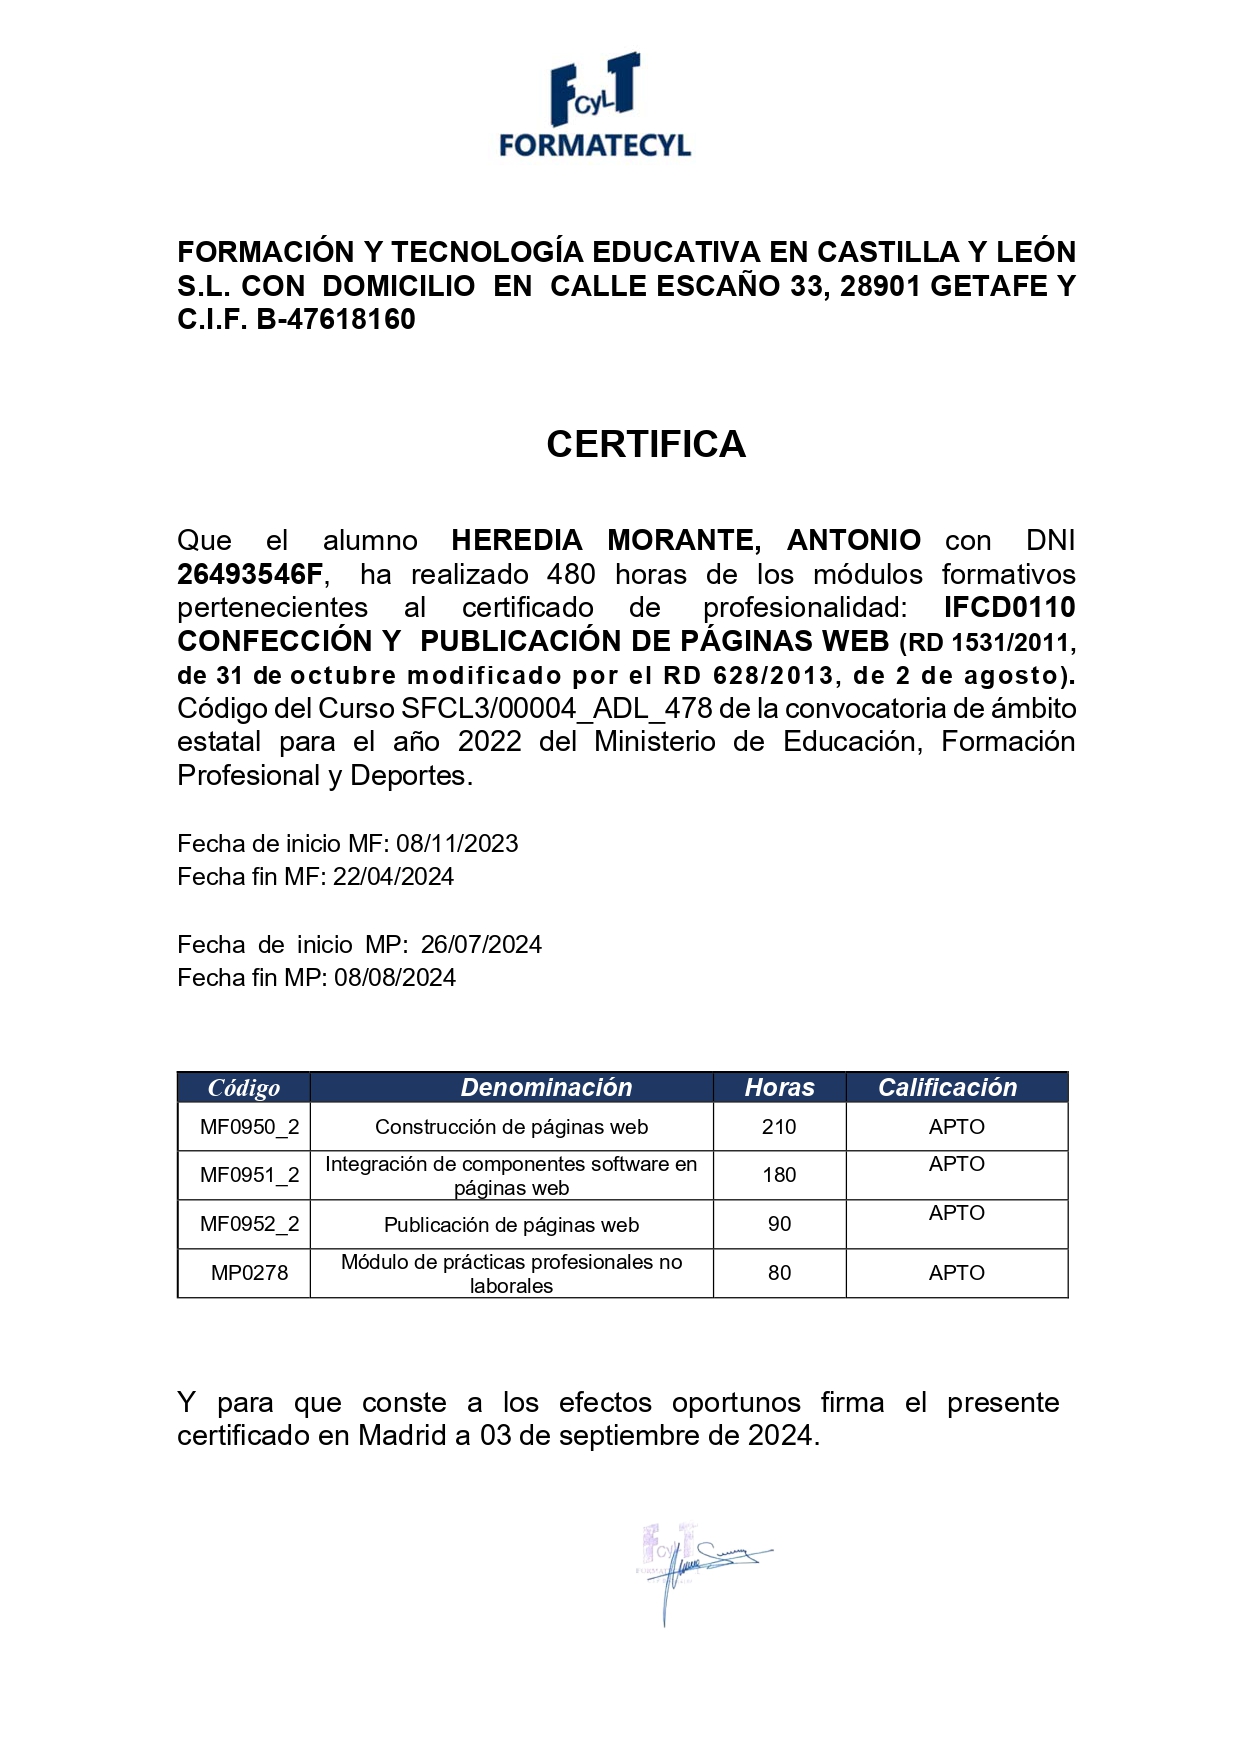 FCyLT
FORMATECYL
FORMACIÓN Y TECNOLOGÍA EDUCATIVA EN CASTILLA Y LEÓN
S.L. CON DOMICILIO EN CALLE ESCAÑO 33, 28901 GETAFE Y
C.I.F. B-47618160
CERTIFICA
Que el alumno HEREDIA MORANTE, ANTONIO con DNI
26493546F, ha realizado 480 horas de los módulos formativos
pertenecientes al certificado de profesionalidad: IFCD0110
CONFECCIÓN Y PUBLICACIÓN DE PÁGINAS WEB (RD 1531/2011,
de 31 de octubre modificado por el RD 628/2013, de 2 de agosto).
Código del Curso SFCL3/00004_ADL_478 de la convocatoria de ámbito
estatal para el año 2022 del Ministerio de Educación, Formación
Profesional y Deportes.
Fecha de inicio MF: 08/11/2023
Fecha fin MF: 22/04/2024
Fecha de inicio MP: 26/07/2024
Fecha fin MP: 08/08/2024
Código Denominación Horas Calificación
MF0950_2 Construcción de páginas web 210 APTO
MF0951_2 Integración de componentes software en páginas web 180 APTO
MF0952_2 Publicación de páginas web 90 APTO
MP0278 Módulo de prácticas profesionales no laborales 80 APTO
Y para que conste a los efectos oportunos firma el presente
certificado en Madrid a 03 de septiembre de 2024.
FCyLT